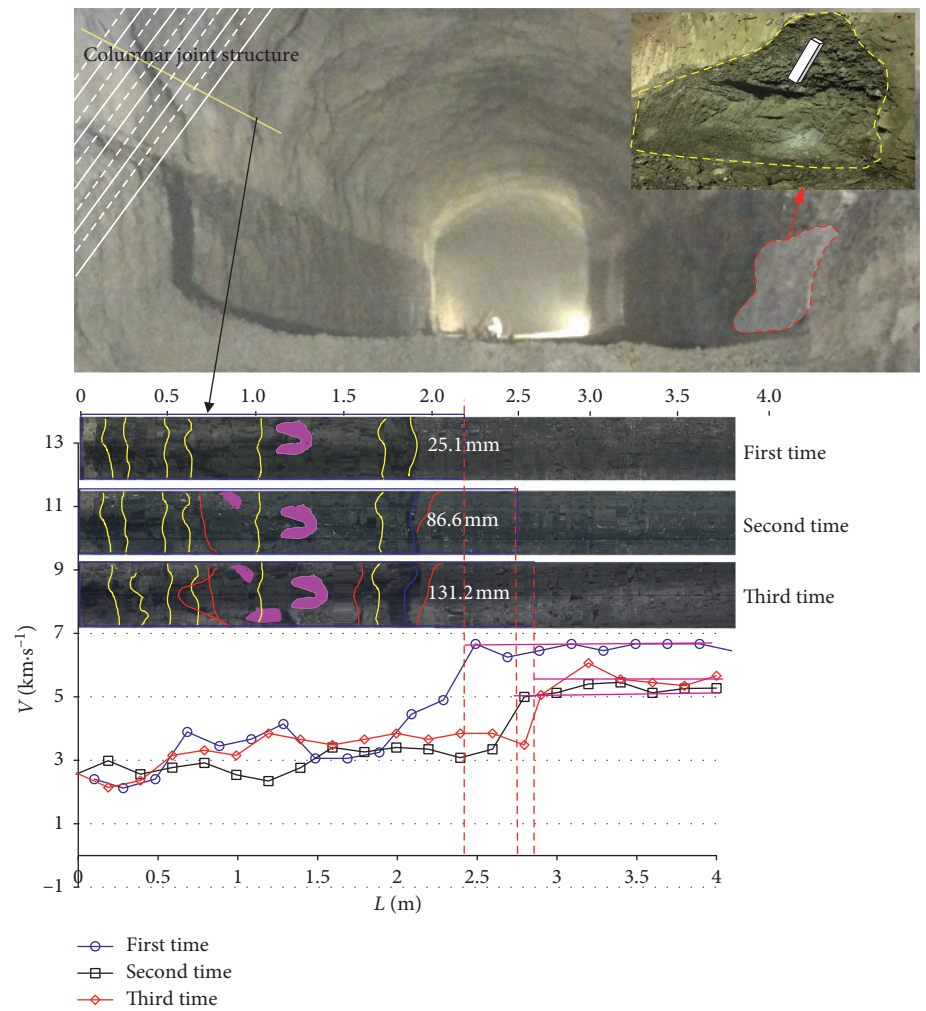 Columnar joint structure
0 0.5 1.0 1.5 2.0 2.5 3.0 3.5 4.0
13 25.1 mm First time
11 86.6 mm Second time
9 131.2 mm Third time
7
5
3
1
−1
V (km·s⁻¹)
0 0.5 1 1.5 2 2.5 3 3.5 4
L (m)
First time
Second time
Third time